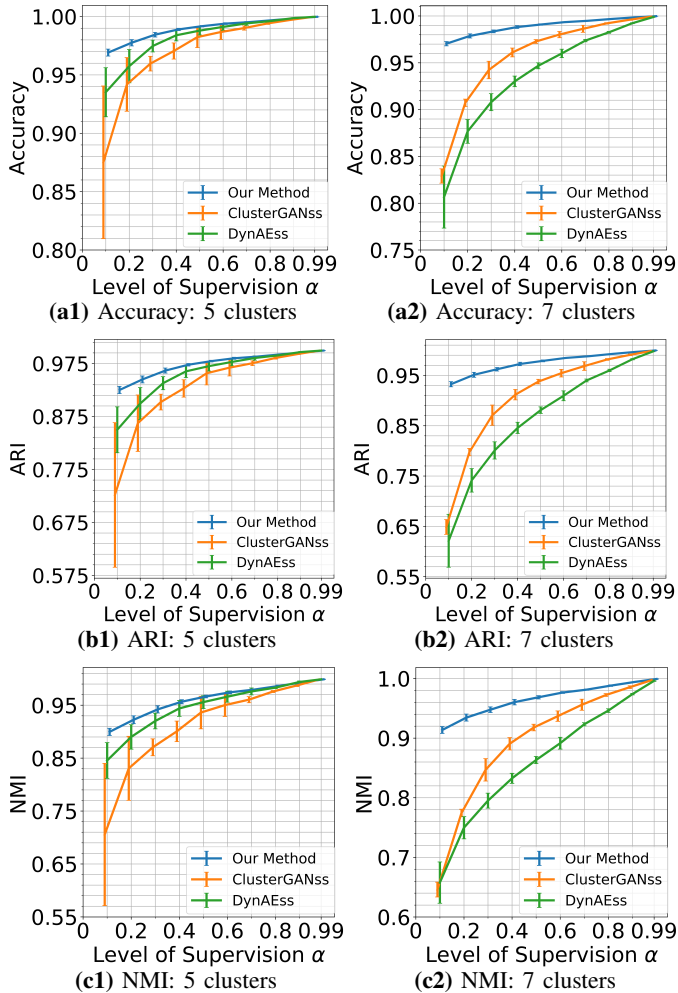 1.00
0.95
0.90
0.85
0.80
Accuracy
Our Method
ClusterGANss
DynAEss
0 0.2 0.4 0.6 0.8 0.99
Level of Supervision α
(a1) Accuracy: 5 clusters
1.00
0.95
0.90
0.85
0.80
0.75
Accuracy
Our Method
ClusterGANss
DynAEss
0 0.2 0.4 0.6 0.8 0.99
Level of Supervision α
(a2) Accuracy: 7 clusters
0.975
0.875
0.775
0.675
0.575
ARI
Our Method
ClusterGANss
DynAEss
0 0.2 0.4 0.6 0.8 0.99
Level of Supervision α
(b1) ARI: 5 clusters
0.95
0.85
0.75
0.65
0.55
ARI
Our Method
ClusterGANss
DynAEss
0 0.2 0.4 0.6 0.8 0.99
Level of Supervision α
(b2) ARI: 7 clusters
0.95
0.85
0.75
0.65
0.55
NMI
Our Method
ClusterGANss
DynAEss
0 0.2 0.4 0.6 0.8 0.99
Level of Supervision α
(c1) NMI: 5 clusters
1.0
0.9
0.8
0.7
0.6
NMI
Our Method
ClusterGANss
DynAEss
0 0.2 0.4 0.6 0.8 0.99
Level of Supervision α
(c2) NMI: 7 clusters